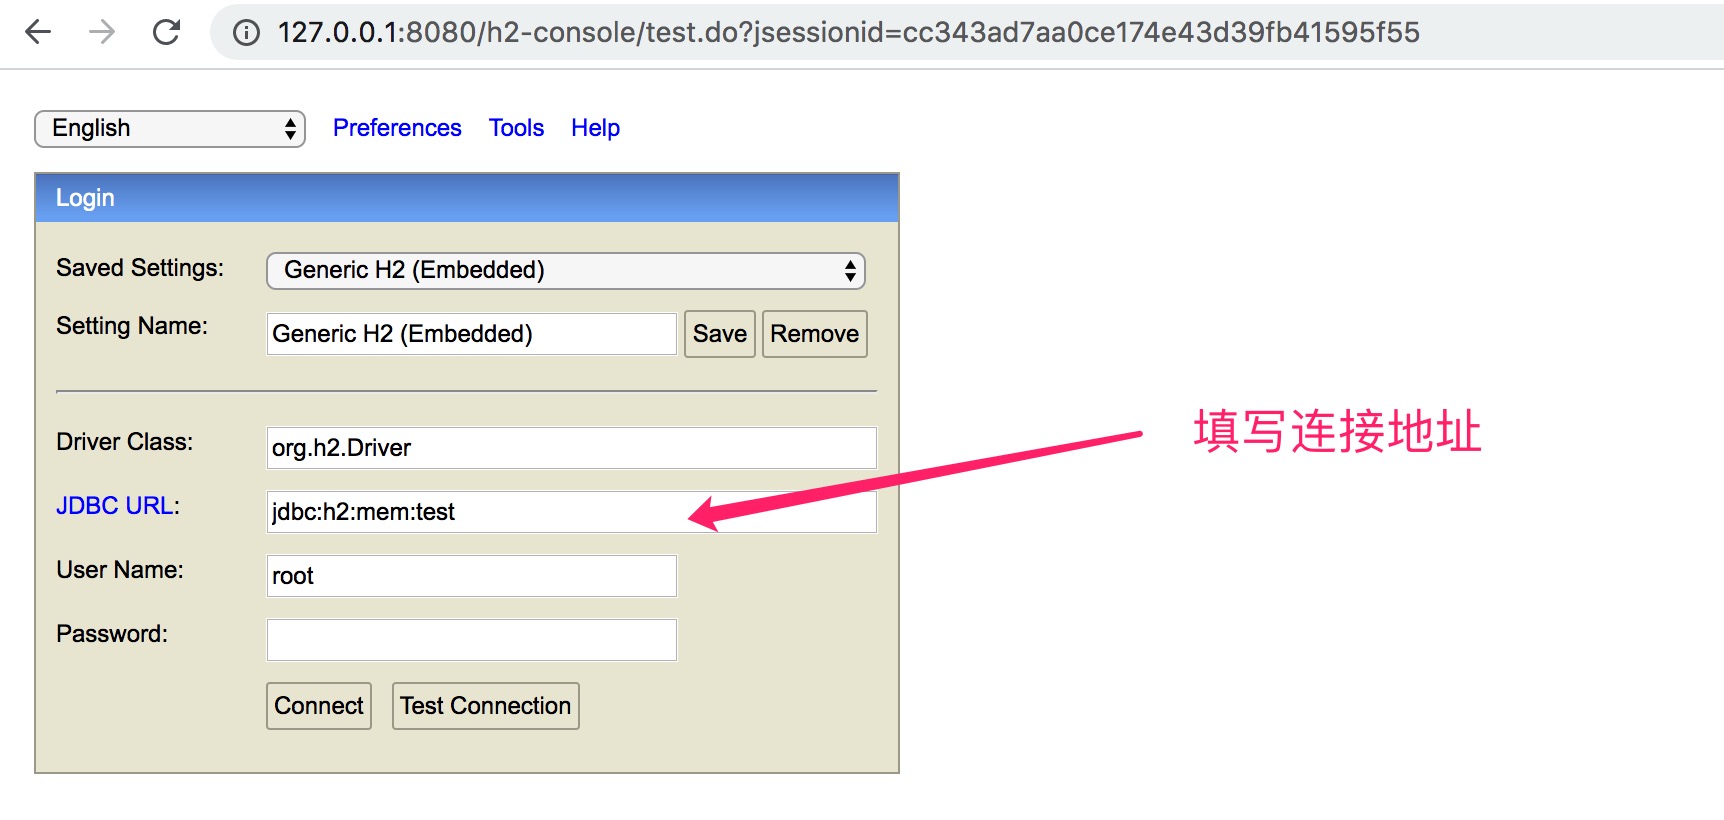 127.0.0.1:8080/h2-console/test.do?jsessionid=cc343ad7aa0ce174e43d39fb41595f55
English Preferences Tools Help
Login
Saved Settings: Generic H2 (Embedded)
Setting Name: Generic H2 (Embedded) Save Remove
Driver Class: org.h2.Driver
填写连接地址
JDBC URL: jdbc:h2:mem:test
User Name: root
Password:
Connect Test Connection